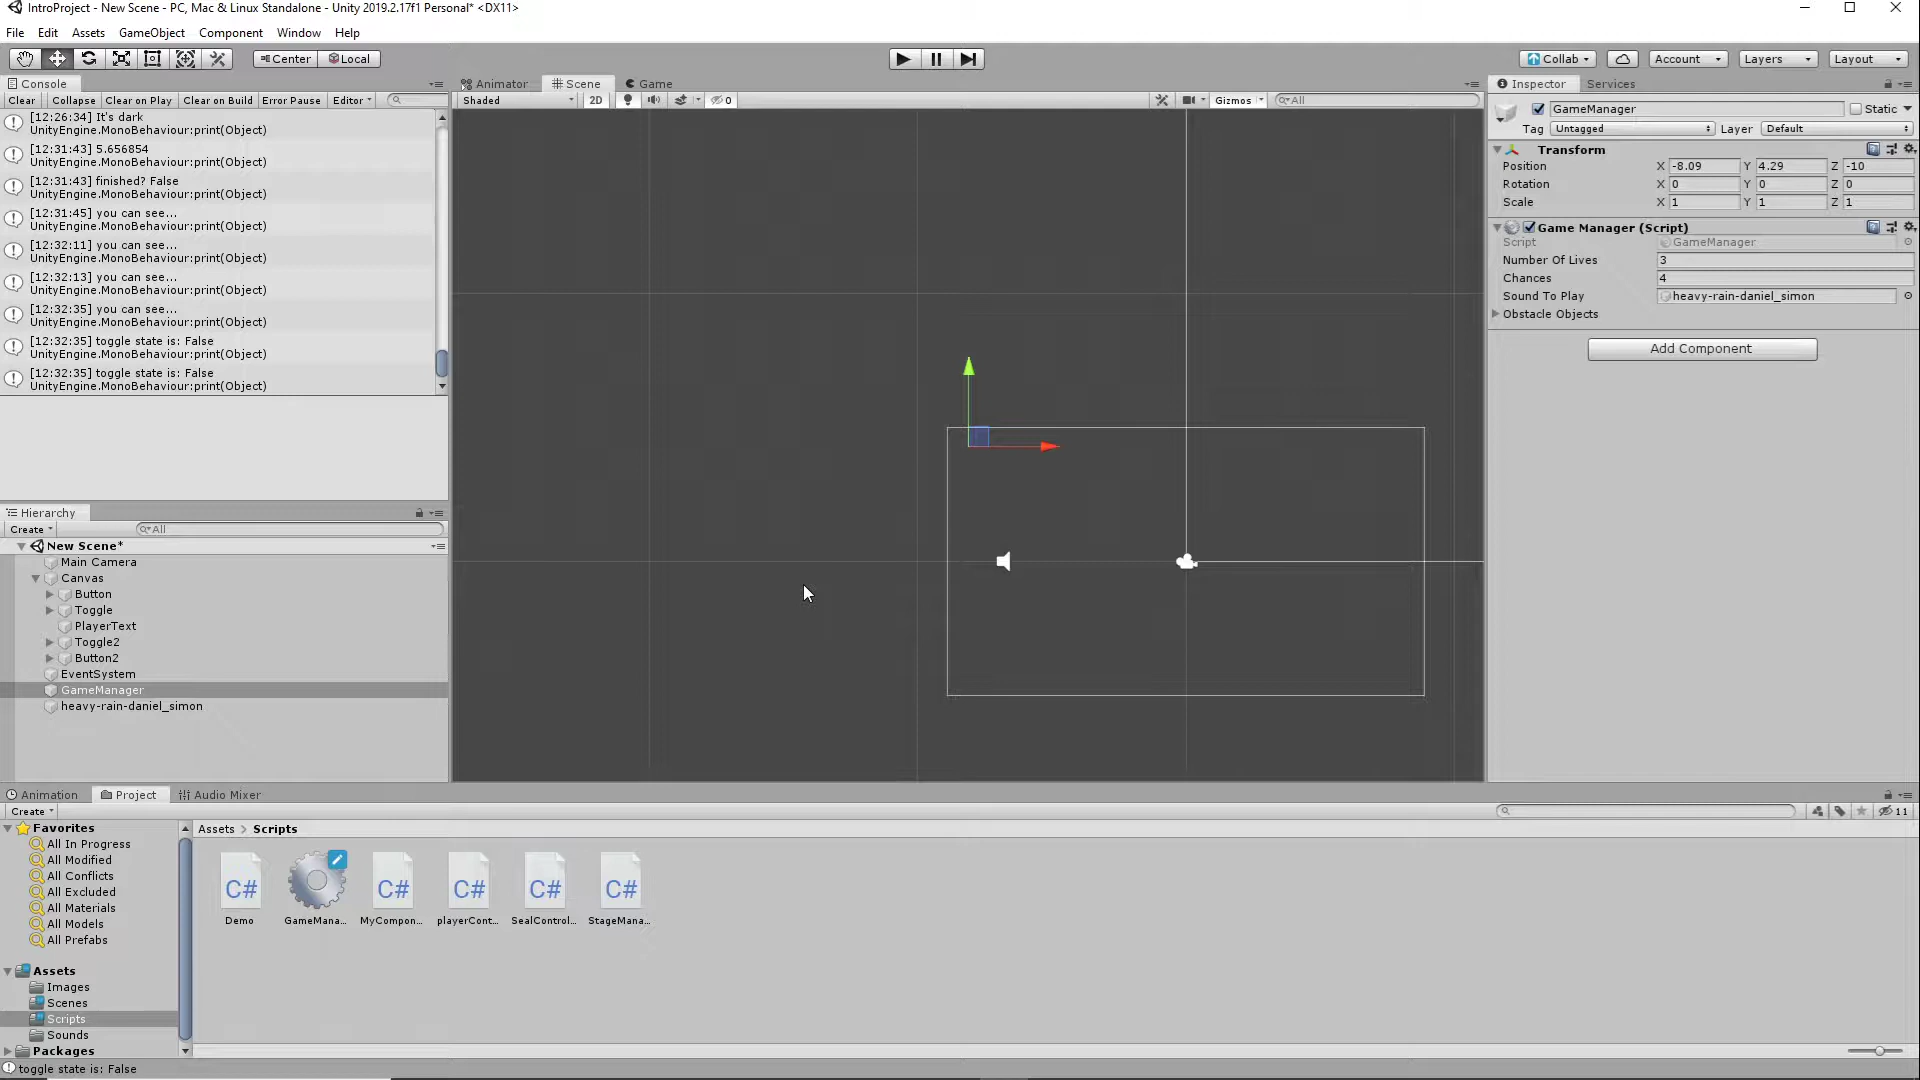 IntroProject - New Scene - PC, Mac & Linux Standalone - Unity 2019.2.17f1 Personal* <DX11>
File Edit Assets GameObject Component Window Help
Center Local Collab Account Layers Layout
Console
Clear Collapse Clear on Play Clear on Build Error Pause Editor
[12:26:34] It's dark
UnityEngine.MonoBehaviour:print(Object)
[12:31:43] 5.656854
UnityEngine.MonoBehaviour:print(Object)
[12:31:43] finished? False
UnityEngine.MonoBehaviour:print(Object)
[12:31:45] you can see...
UnityEngine.MonoBehaviour:print(Object)
[12:32:11] you can see...
UnityEngine.MonoBehaviour:print(Object)
[12:32:13] you can see...
UnityEngine.MonoBehaviour:print(Object)
[12:32:35] you can see...
UnityEngine.MonoBehaviour:print(Object)
[12:32:35] toggle state is: False
UnityEngine.MonoBehaviour:print(Object)
[12:32:35] toggle state is: False
UnityEngine.MonoBehaviour:print(Object)
Hierarchy
Create All
New Scene*
Main Camera
Canvas
Button
Toggle
PlayerText
Toggle2
Button2
EventSystem
GameManager
heavy-rain-daniel_simon
Animator Scene Game
Shaded 2D 0 Gizmos All
Inspector Services
GameManager Static
Tag Untagged Layer Default
Transform
Position X -8.09 Y 4.29 Z -10
Rotation X 0 Y 0 Z 0
Scale X 1 Y 1 Z 1
Game Manager (Script)
Script GameManager
Number Of Lives 3
Chances 4
Sound To Play heavy-rain-daniel_simon
Obstacle Objects
Add Component
Animation Project Audio Mixer
Create 11
Favorites
All In Progress
All Modified
All Conflicts
All Excluded
All Materials
All Models
All Prefabs
Assets
Images
Scenes
Scripts
Sounds
Packages
Assets > Scripts
C# C# C# C# C#
Demo GameMana... MyCompon... playerCont... SealControl... StageMana...
toggle state is: False